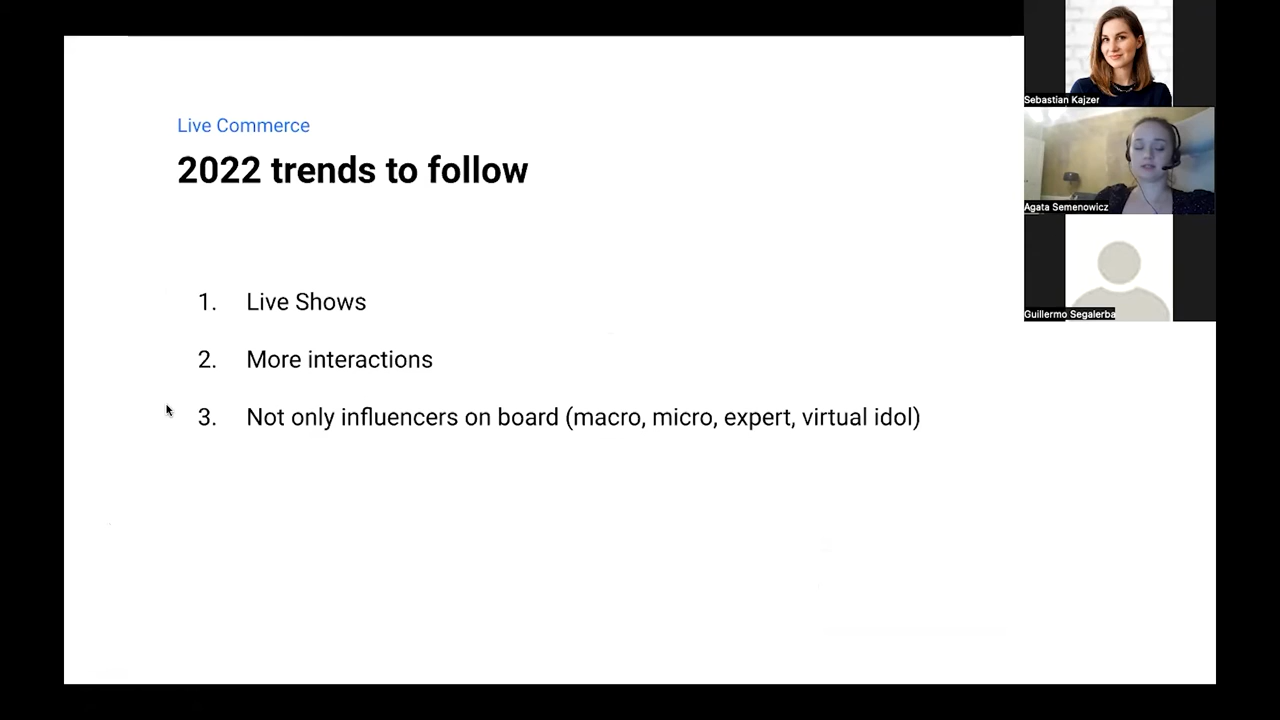 Live Commerce
2022 trends to follow
1. Live Shows
2. More interactions
3. Not only influencers on board (macro, micro, expert, virtual idol)
Sebastian Kajzer
Agata Semenowicz
Guillermo Segalerba